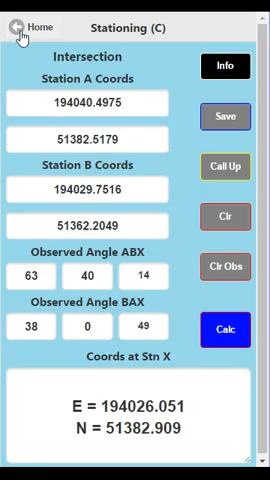 Home
Stationing (C)
Intersection
Info
Station A Coords
194040.4975
Save
51382.5179
Station B Coords
Call Up
194029.7516
51362.2049
Clr
Observed Angle ABX
63 40 14
Clr Obs
Observed Angle BAX
38 0 49
Calc
Coords at Stn X
E = 194026.051
N = 51382.909